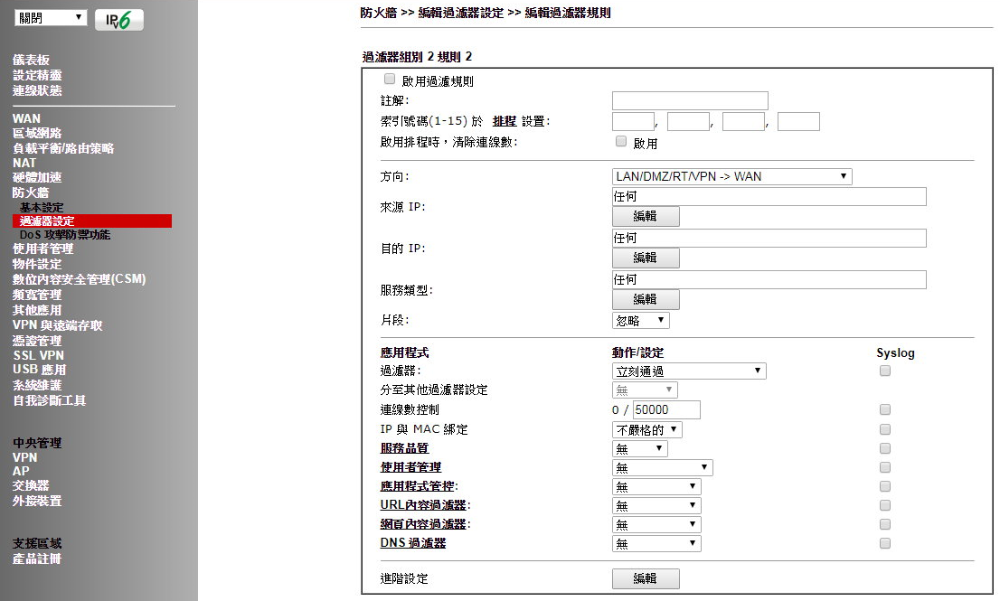 關閉
IPv6
儀表板
設定精靈
連線狀態
WAN
區域網路
負載平衡/路由策略
NAT
硬體加速
防火牆
基本設定
過濾器設定
DoS 攻擊防禦功能
使用者管理
物件設定
數位內容安全管理(CSM)
頻寬管理
其他應用
VPN 與遠端存取
憑證管理
SSL VPN
USB 應用
系統維護
自我診斷工具
中央管理
VPN
AP
交換器
外接裝置
支援區域
產品註冊
防火牆 >> 編輯過濾器設定 >> 編輯過濾器規則
過濾器組別 2 規則 2
啟用過濾規則
註解:
索引號碼(1-15) 於 排程 設置: , , ,
啟用排程時，清除連線數: 啟用
方向: LAN/DMZ/RT/VPN -> WAN
來源 IP: 任何
編輯
目的 IP: 任何
編輯
服務類型: 任何
編輯
片段: 忽略
應用程式 動作/設定 Syslog
過濾器: 立刻通過
分至其他過濾器設定 無
連線數控制 0 / 50000
IP 與 MAC 綁定 不嚴格的
服務品質 無
使用者管理 無
應用程式管控: 無
URL內容過濾器: 無
網頁內容過濾器: 無
DNS 過濾器 無
進階設定 編輯